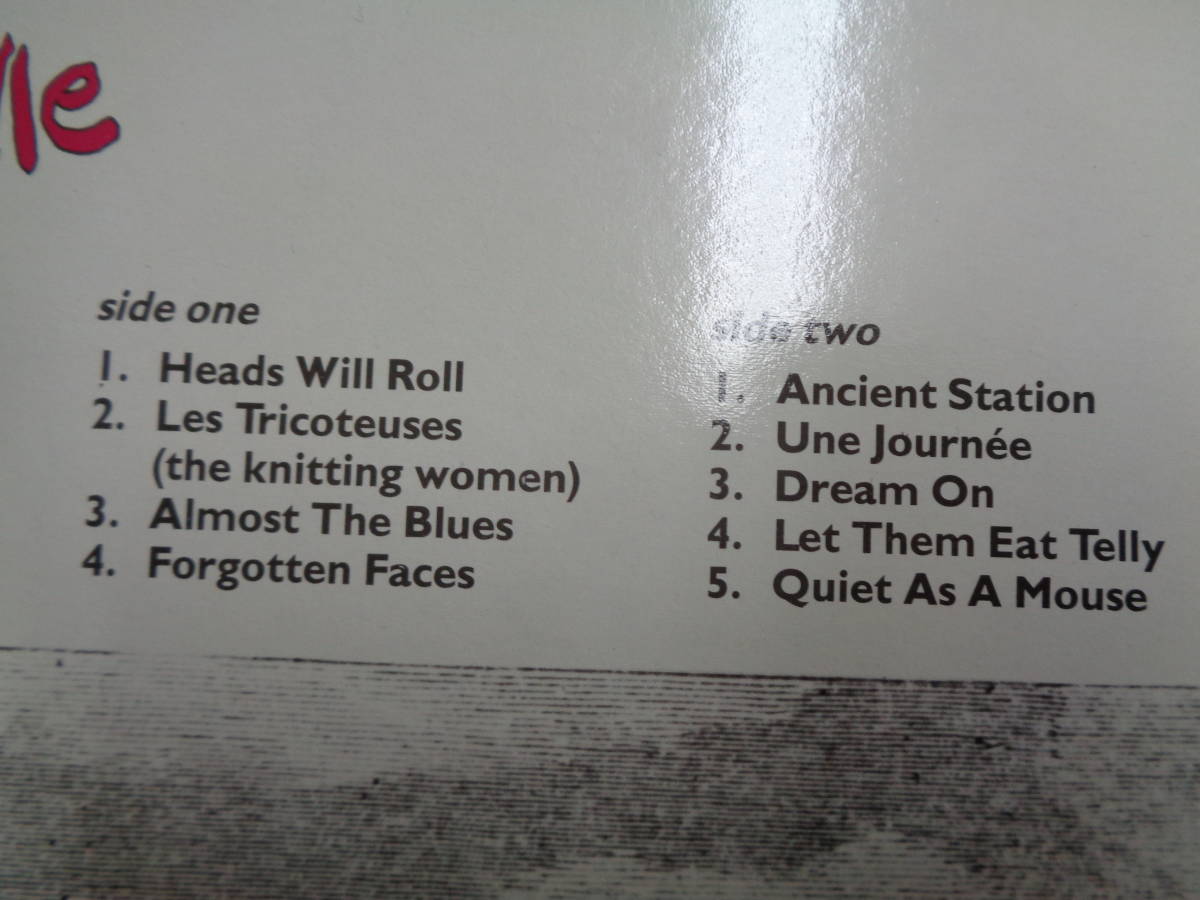 side one
1. Heads Will Roll
2. Les Tricoteuses
(the knitting women)
3. Almost The Blues
4. Forgotten Faces
side two
1. Ancient Station
2. Une Journée
3. Dream On
4. Let Them Eat Telly
5. Quiet As A Mouse